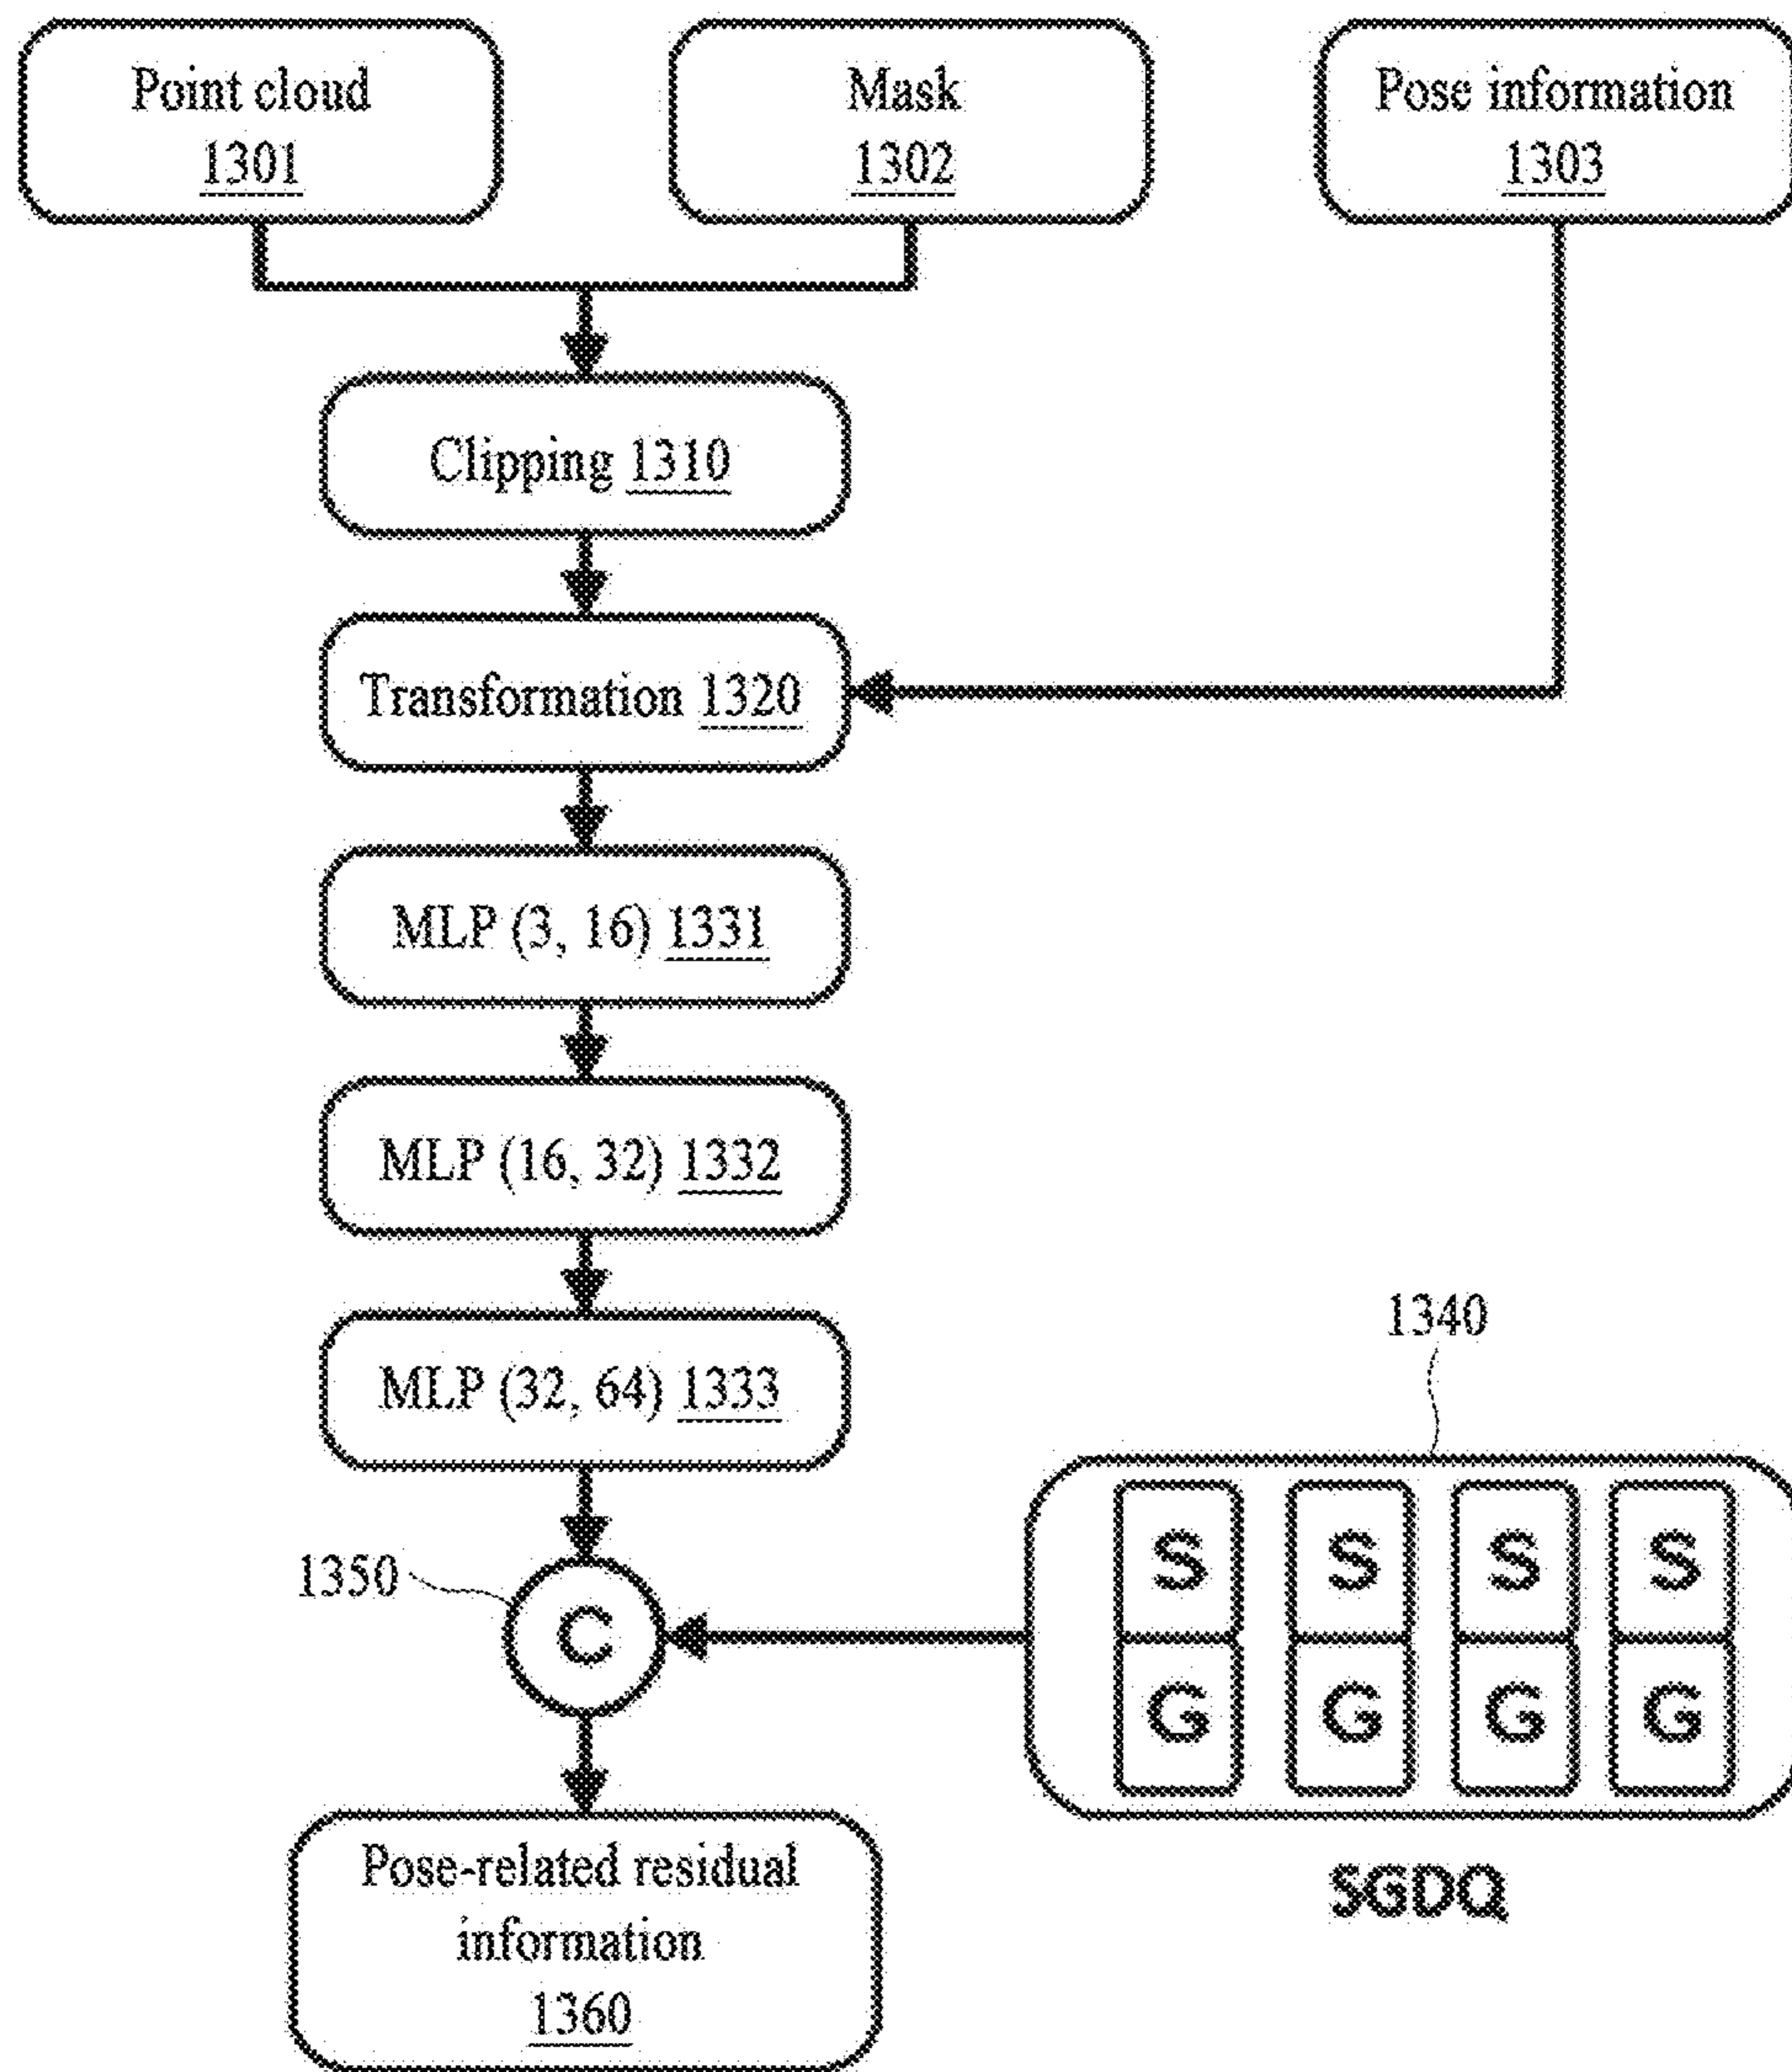 Point cloud
1301
Mask
1302
Pose information
1303
Clipping 1310
Transformation 1320
MLP (3, 16) 1331
MLP (16, 32) 1332
MLP (32, 64) 1333
1340
S S S S
G G G G
SGDQ
1350
C
Pose-related residual
information
1360